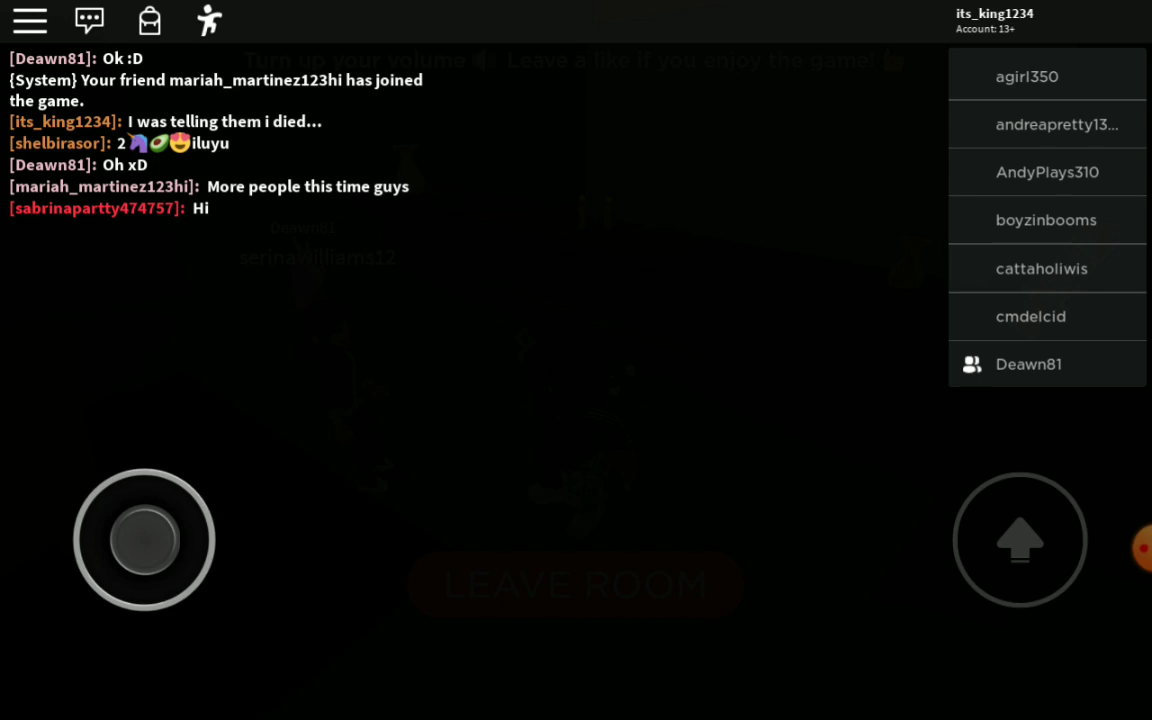 its_king1234
Account: 13+
Turn up your volume 🔊 Leave a like if you enjoy the game! 👍
[Deawn81]: Ok :D
{System} Your friend mariah_martinez123hi has joined
the game.
[its_king1234]: I was telling them i died...
[shelbirasor]: 2 🦄🥑😍iluyu
[Deawn81]: Oh xD
[mariah_martinez123hi]: More people this time guys
[sabrinapartty474757]: Hi
Deawn81
serinawilliams12
agirl350
andreapretty13...
AndyPlays310
boyzinbooms
cattaholiwis
cmdelcid
Deawn81
LEAVE ROOM